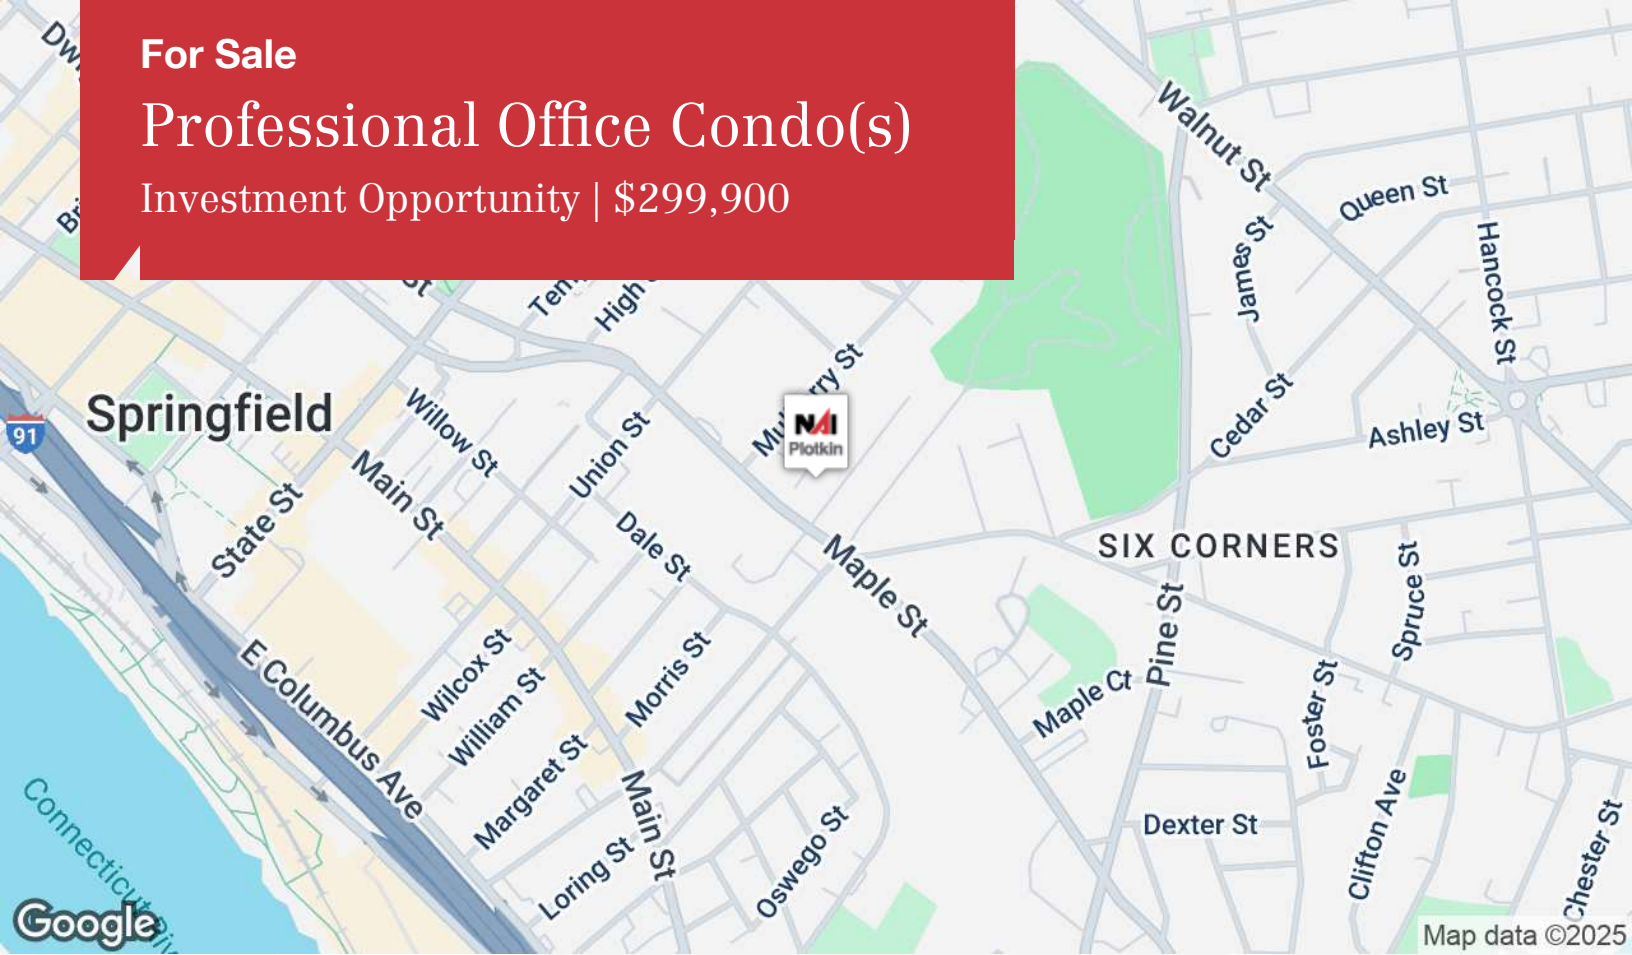 For Sale
Professional Office Condo(s)
Investment Opportunity | $299,900
Walnut St
Queen St
James St
Hancock St
Springfield
91
Willow St
Union St
NAI
Plotkin
Cedar St
Ashley St
Main St
State St
Dale St
Maple St
SIX CORNERS
Pine St
Spruce St
E Columbus Ave
Wilcox St
William St
Morris St
Maple Ct
Foster St
Margaret St
Main St
Connecticut
Loring St
Oswego St
Dexter St
Clifton Ave
Chester St
Google
Map data ©2025